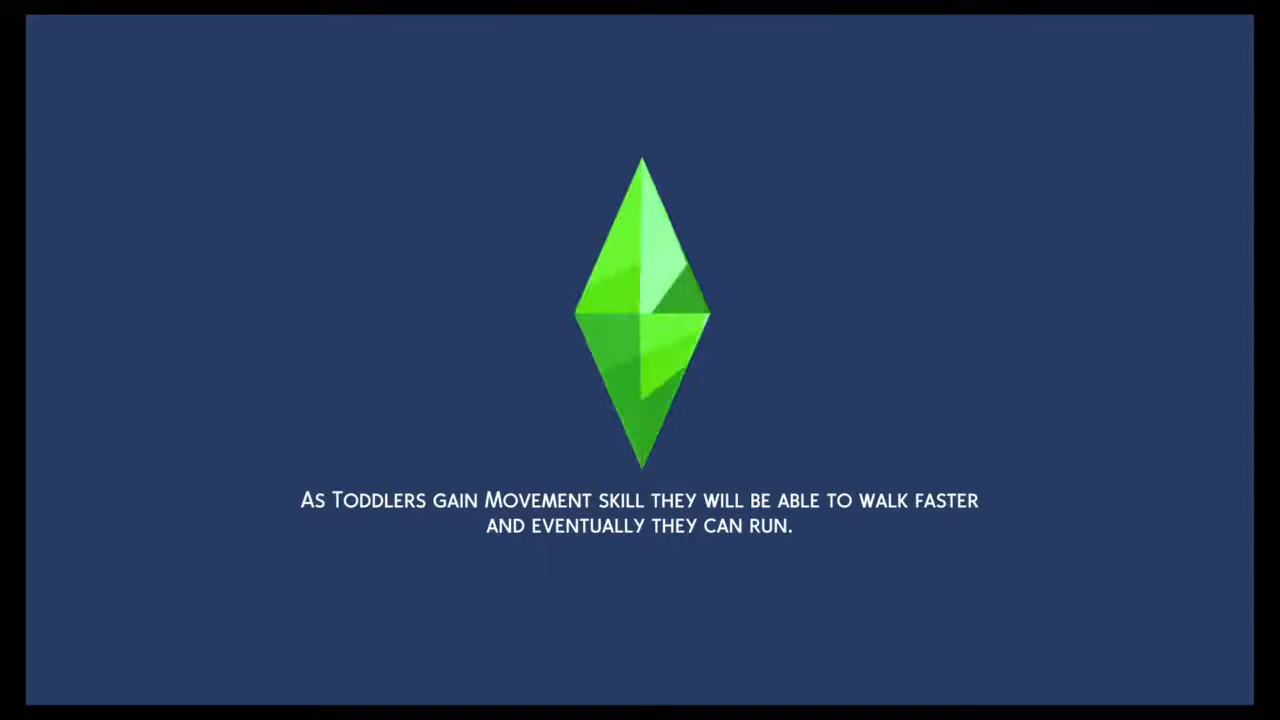 As Toddlers gain Movement skill they will be able to walk faster
and eventually they can run.